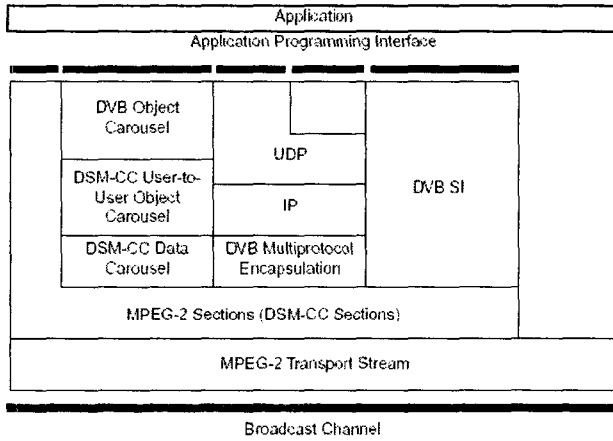 Application
Application Programming Interface
DVB Object
Carousel
UDP
DSM-CC User-to-
User Object
Carousel
IP
DVB SI
DSM-CC Data
Carousel
DVB Multiprotocol
Encapsulation
MPEG-2 Sections (DSM-CC Sections)
MPEG-2 Transport Stream
Broadcast Channel